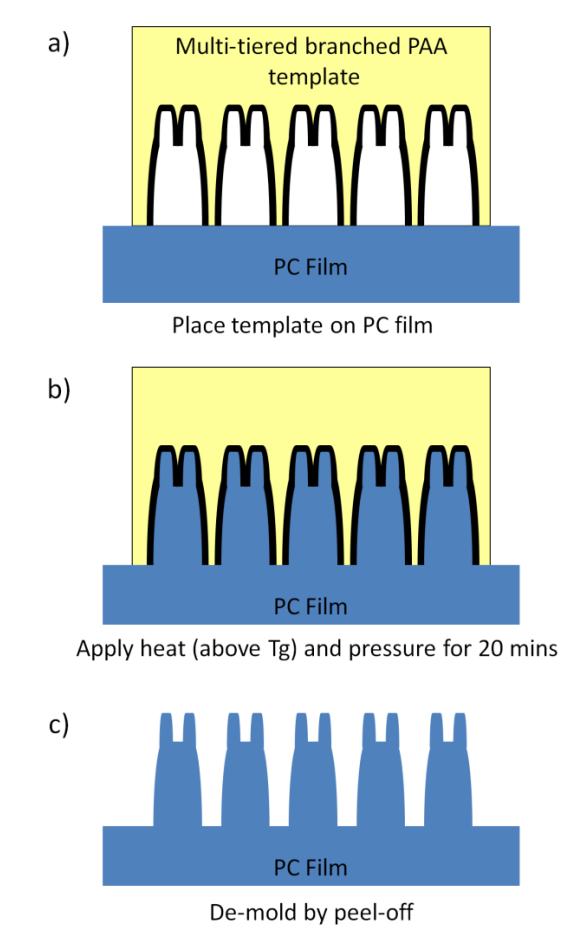 a)
Multi-tiered branched PAA
template
PC Film
Place template on PC film
b)
PC Film
Apply heat (above Tg) and pressure for 20 mins
c)
PC Film
De-mold by peel-off